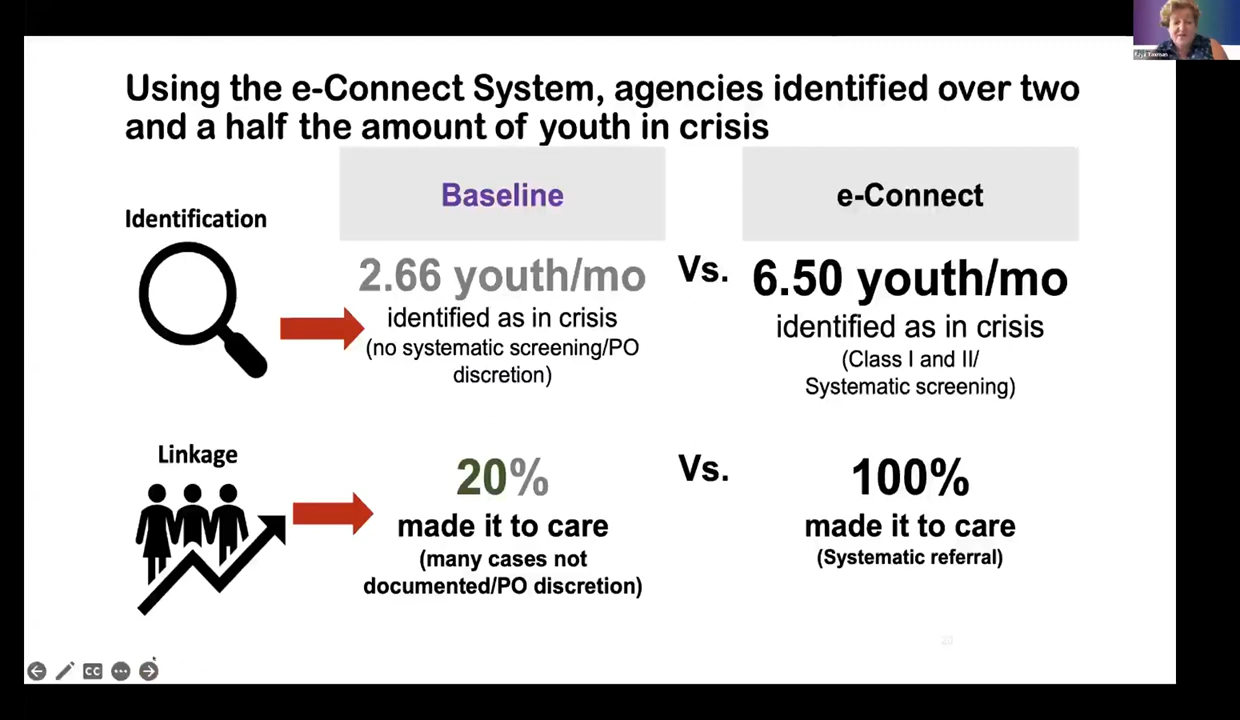 Using the e-Connect System, agencies identified over two
and a half the amount of youth in crisis
Identification
Baseline
e-Connect
2.66 youth/mo
Vs.
6.50 youth/mo
identified as in crisis
(no systematic screening/PO
discretion)
identified as in crisis
(Class I and II/
Systematic screening)
Linkage
20%
Vs.
100%
made it to care
(many cases not
documented/PO discretion)
made it to care
(Systematic referral)
20
CC